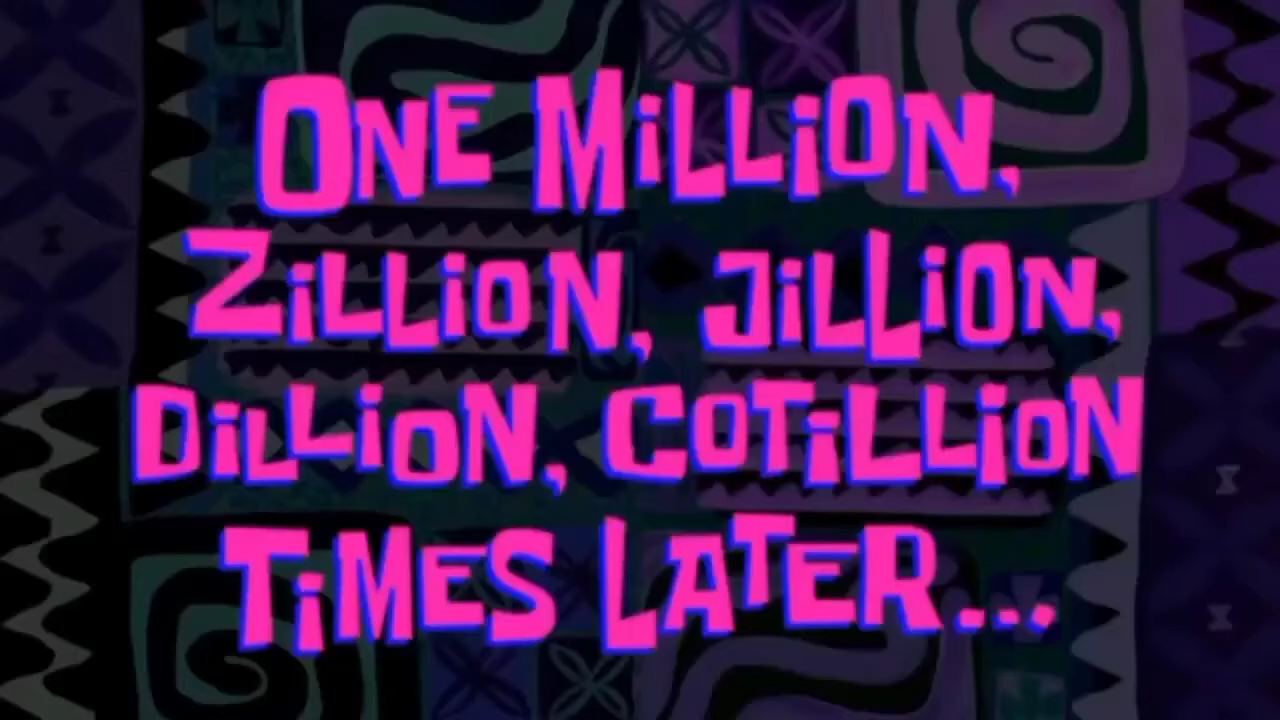 One Million,
Zillion, Jillion,
Dillion, Cotillion
Times Later...